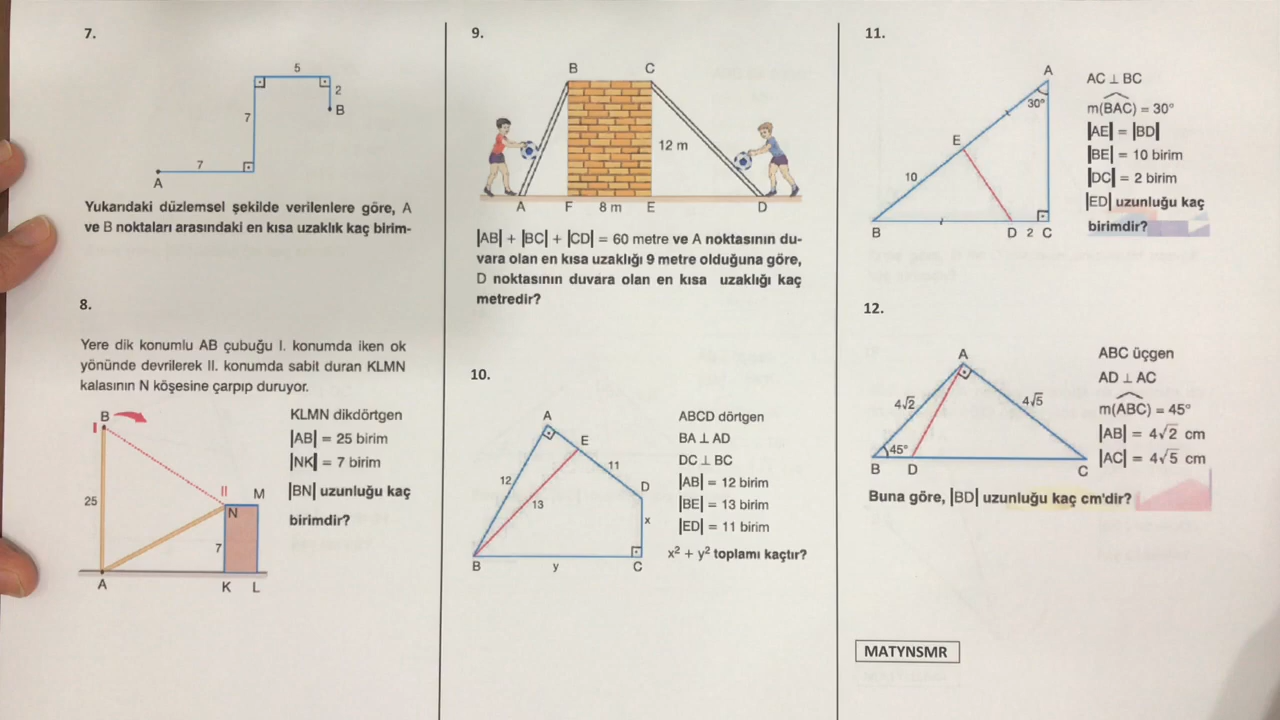 7.
5
2
B
7
7
A
Yukarıdaki düzlemsel şekilde verilenlere göre, A
ve B noktaları arasındaki en kısa uzaklık kaç birim-
8.
Yere dik konumlu AB çubuğu I. konumda iken ok
yönünde devrilerek II. konumda sabit duran KLMN
kalasının N köşesine çarpıp duruyor.
B
I
II
M
N
25
7
A
K
L
KLMN dikdörtgen
|AB| = 25 birim
|NK| = 7 birim
|BN| uzunluğu kaç
birimdir?
9.
B
C
12 m
A
F
8 m
E
D
|AB| + |BC| + |CD| = 60 metre ve A noktasının du-
vara olan en kısa uzaklığı 9 metre olduğuna göre,
D noktasının duvara olan en kısa uzaklığı kaç
metredir?
10.
A
E
11
12
D
13
x
B
y
C
ABCD dörtgen
BA ⊥ AD
DC ⊥ BC
|AB| = 12 birim
|BE| = 13 birim
|ED| = 11 birim
x² + y² toplamı kaçtır?
11.
A
30°
E
10
B
D
2
C
AC ⊥ BC
m(BAC) = 30°
|AE| = |BD|
|BE| = 10 birim
|DC| = 2 birim
|ED| uzunluğu kaç
birimdir?
12.
A
4√2
4√5
45°
B
D
C
ABC üçgen
AD ⊥ AC
m(ABC) = 45°
|AB| = 4√2 cm
|AC| = 4√5 cm
Buna göre, |BD| uzunluğu kaç cm'dir?
MATYNSMR